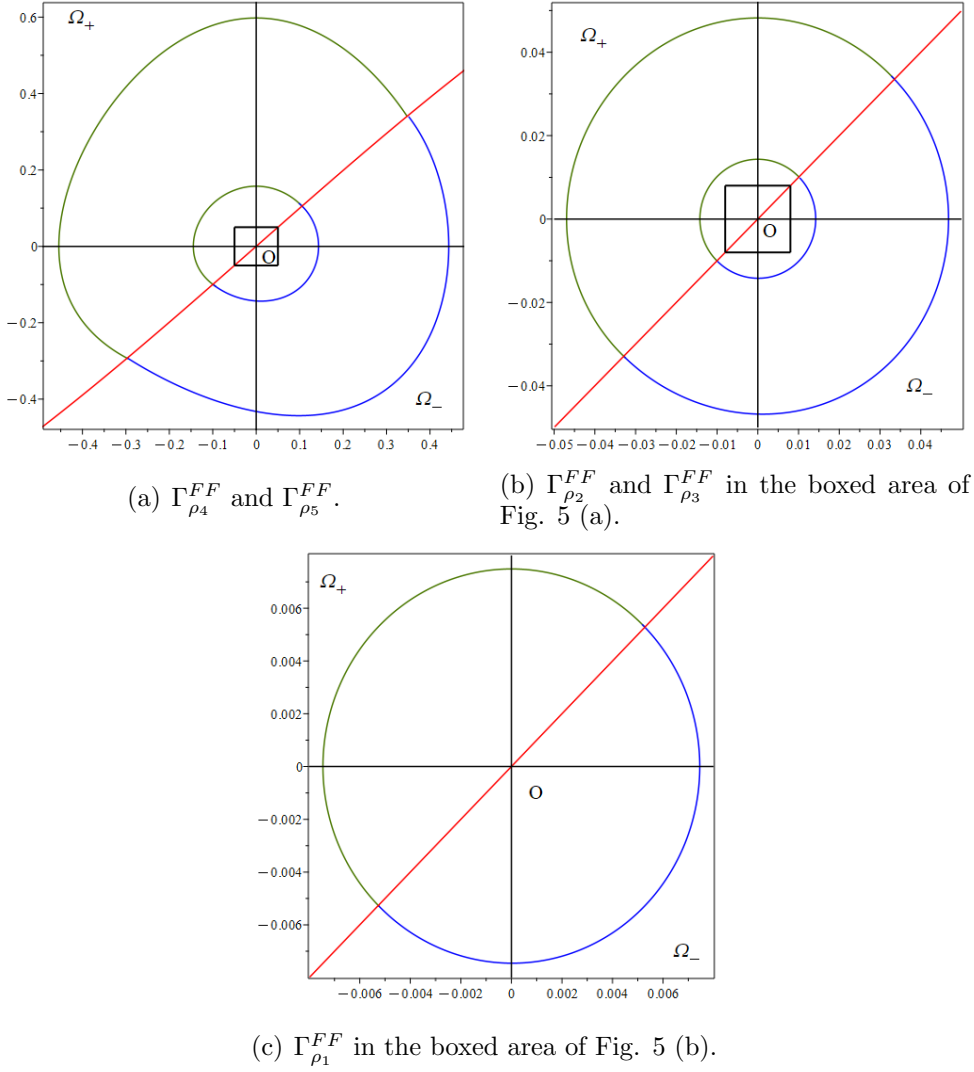 Ω₊
0.6
0.4
0.2
0
−0.2
−0.4
O
Ω₋
−0.4 −0.3 −0.2 −0.1 0 0.1 0.2 0.3 0.4
(a) Γ^{FF}_{ρ₄} and Γ^{FF}_{ρ₅}.
Ω₊
0.04
0.02
0
−0.02
−0.04
O
Ω₋
−0.05 −0.04 −0.03 −0.02 −0.01 0 0.01 0.02 0.03 0.04
(b) Γ^{FF}_{ρ₂} and Γ^{FF}_{ρ₃} in the boxed area of
Fig. 5 (a).
Ω₊
0.006
0.004
0.002
0
−0.002
−0.004
−0.006
O
Ω₋
−0.006 −0.004 −0.002 0 0.002 0.004 0.006
(c) Γ^{FF}_{ρ₁} in the boxed area of Fig. 5 (b).